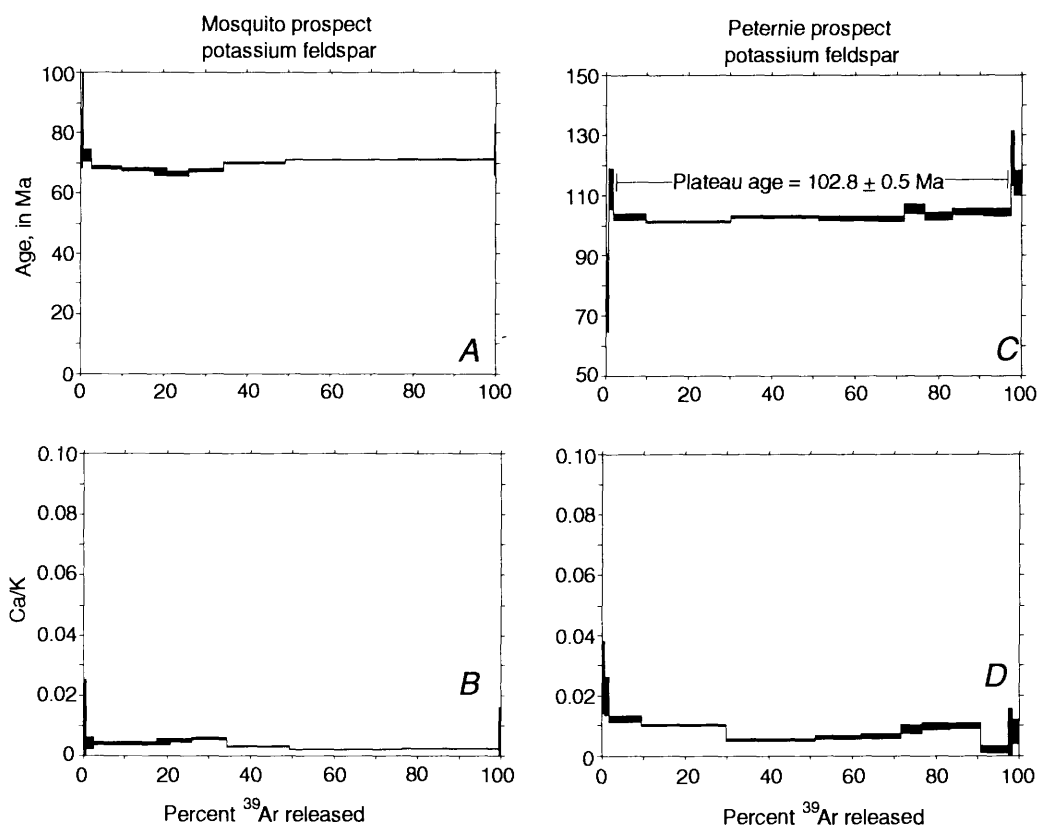 Mosquito prospect
potassium feldspar
Peternie prospect
potassium feldspar
Age, in Ma
100
80
60
40
20
0
0 20 40 60 80 100
A
150
130
110
90
70
50
0 20 40 60 80 100
Plateau age = 102.8 ± 0.5 Ma
C
Ca/K
0.10
0.08
0.06
0.04
0.02
0
0 20 40 60 80 100
B
Percent ³⁹Ar released
0.10
0.08
0.06
0.04
0.02
0
0 20 40 60 80 100
D
Percent ³⁹Ar released